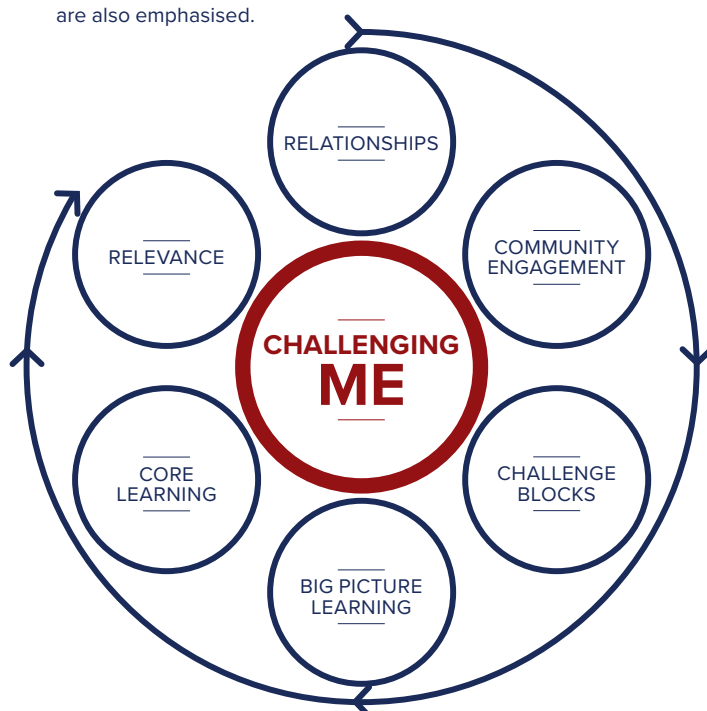 are also emphasised.
RELATIONSHIPS
COMMUNITY
ENGAGEMENT
CHALLENGE
BLOCKS
BIG PICTURE
LEARNING
CORE
LEARNING
RELEVANCE
CHALLENGING
ME